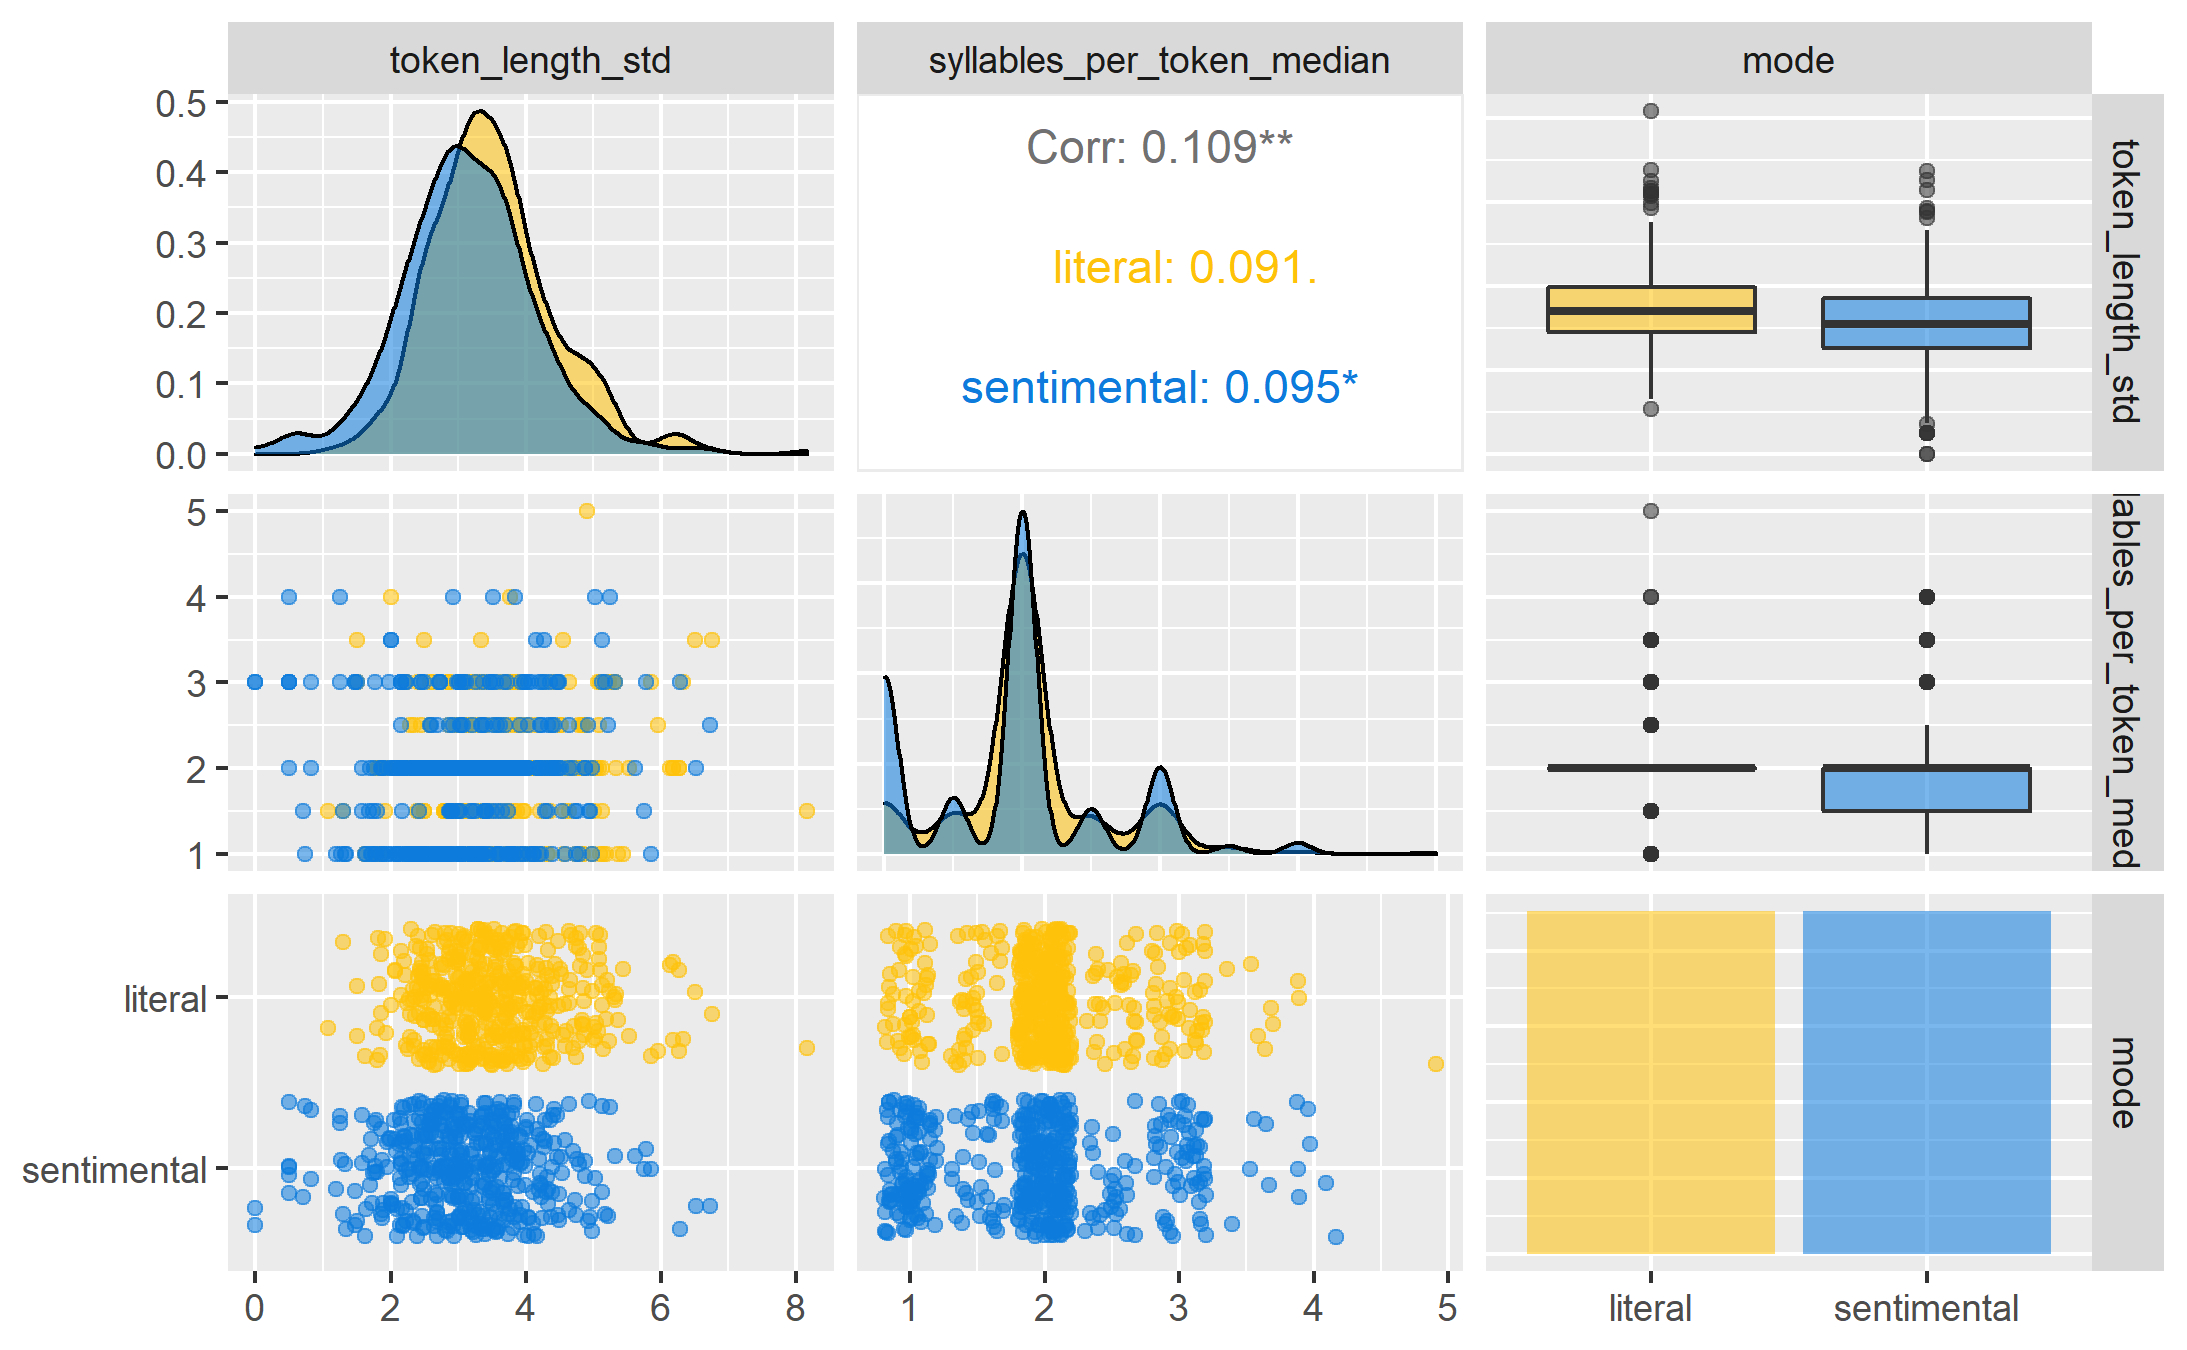 token_length_std
syllables_per_token_median
mode
0.5
0.4
0.3
0.2
0.1
0.0
Corr: 0.109**
literal: 0.091.
sentimental: 0.095*
token_length_std
5
4
3
2
1
lables_per_token_med
literal
sentimental
mode
0 2 4 6 8
1 2 3 4 5
literal sentimental